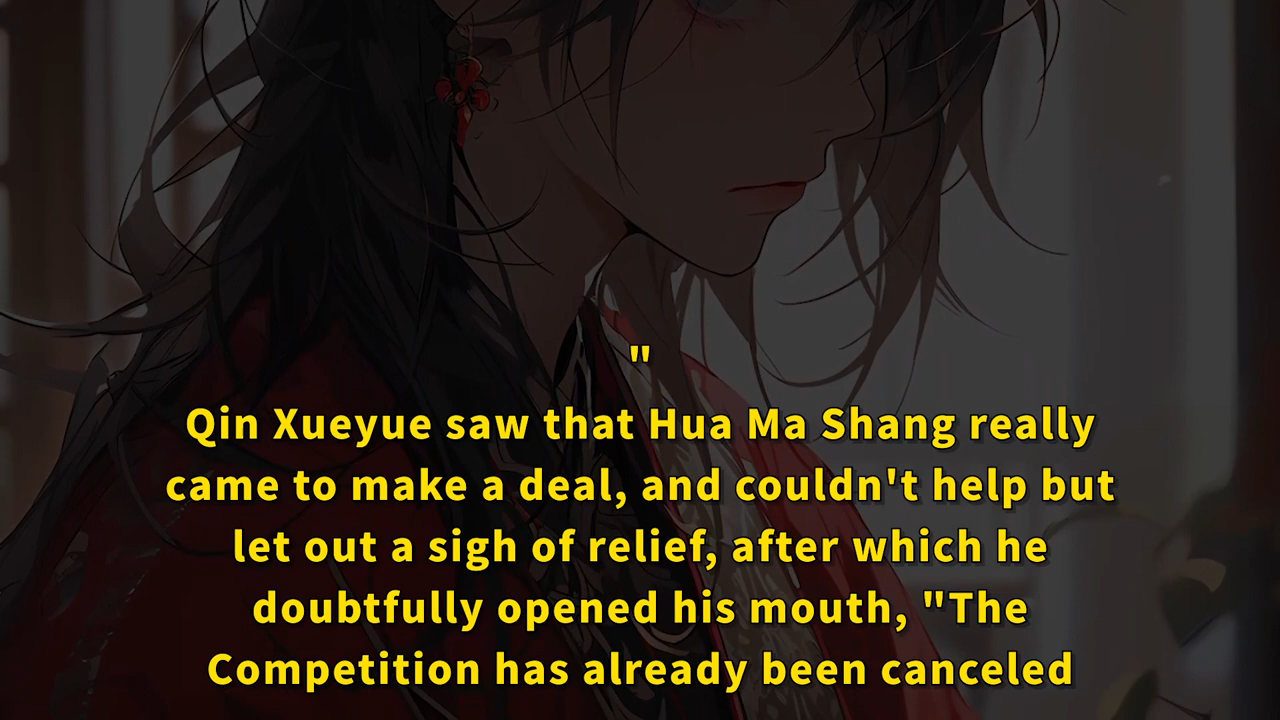 "
Qin Xueyue saw that Hua Ma Shang really
came to make a deal, and couldn't help but
let out a sigh of relief, after which he
doubtfully opened his mouth, "The
Competition has already been canceled